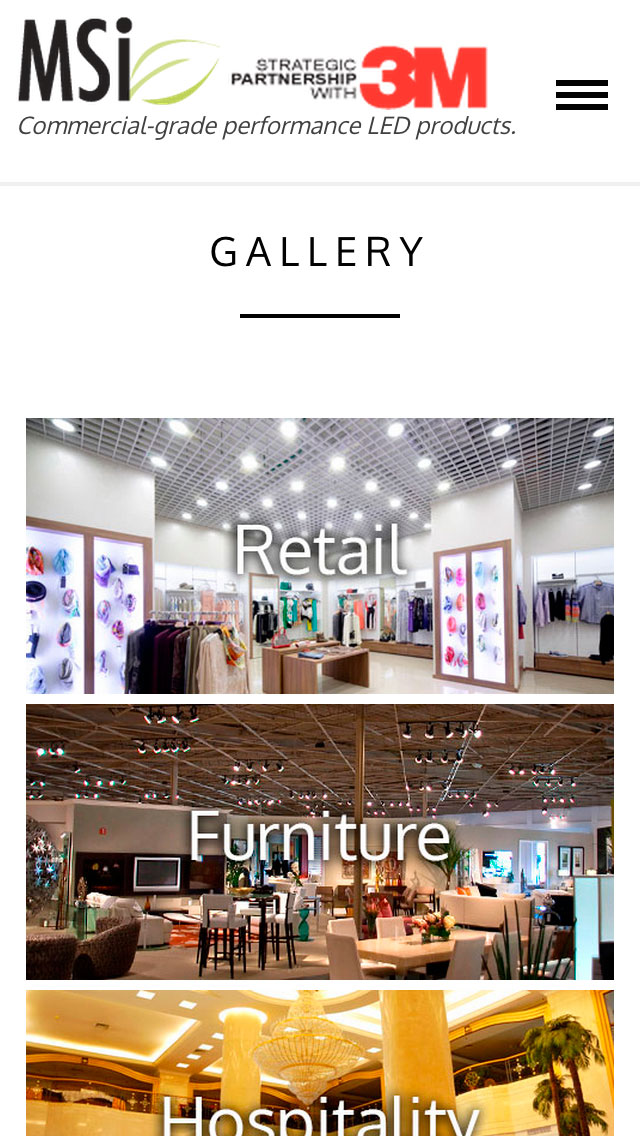 MSi
STRATEGIC
PARTNERSHIP
WITH
3M
Commercial-grade performance LED products.
GALLERY
Retail
Furniture
Hospitality